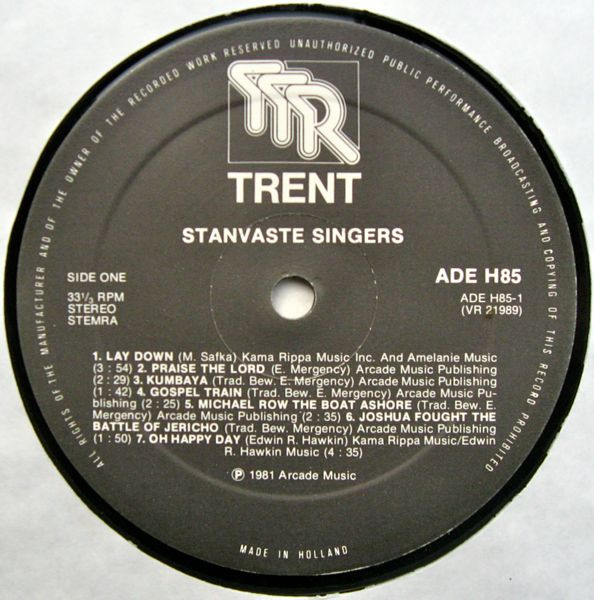 ALL RIGHTS OF THE MANUFACTURER AND OF THE OWNER OF THE RECORDED WORK RESERVED UNAUTHORIZED PUBLIC PERFORMANCE BROADCASTING AND COPYING OF THIS RECORD PROHIBITED
TRENT
STANVASTE SINGERS
SIDE ONE
33⅓ RPM
STEREO
STEMRA
ADE H85
ADE H85-1
(VR 21989)
1. LAY DOWN (M. Safka) Kama Rippa Music Inc. And Amelanie Music
(3 : 54) 2. PRAISE THE LORD (E. Mergency) Arcade Music Publishing
(2 : 29) 3. KUMBAYA (Trad. Bew. E. Mergency) Arcade Music Publishing
(1 : 42) 4. GOSPEL TRAIN (Trad. Bew. E. Mergency) Arcade Music Pu-
blishing (2 : 25) 5. MICHAEL ROW THE BOAT ASHORE (Trad. Bew. E.
Mergency) Arcade Music Publishing (2 : 35) 6. JOSHUA FOUGHT THE
BATTLE OF JERICHO (Trad. Bew. E. Mergency) Arcade Music Publishing
(1 : 50) 7. OH HAPPY DAY (Edwin R. Hawkin) Kama Rippa Music/Edwin
R. Hawkin Music (4 : 35)
Ⓟ 1981 Arcade Music
MADE IN HOLLAND